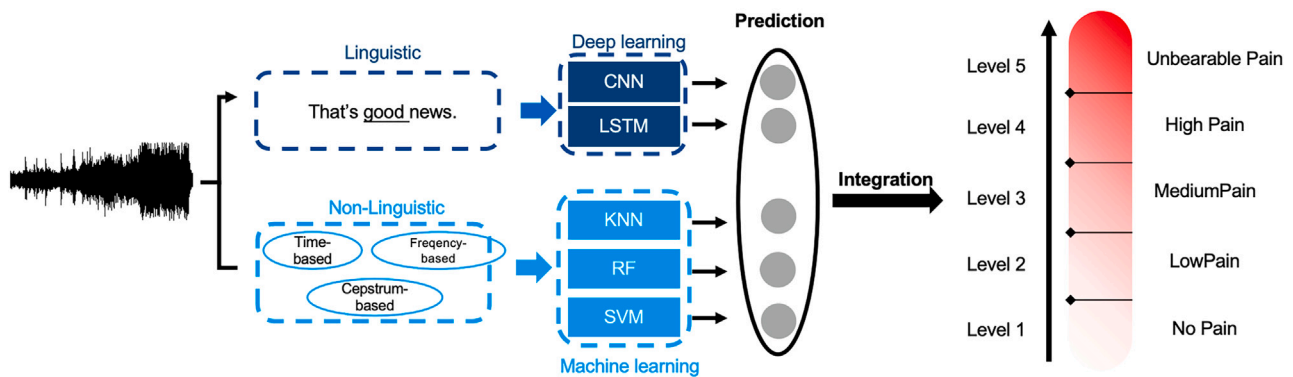 Linguistic
That's good news.
Deep learning
CNN
LSTM
Non-Linguistic
Time-
based
Freqency-
based
Cepstrum-
based
KNN
RF
SVM
Machine learning
Prediction
Integration
Level 5
Unbearable Pain
Level 4
High Pain
Level 3
MediumPain
Level 2
LowPain
Level 1
No Pain